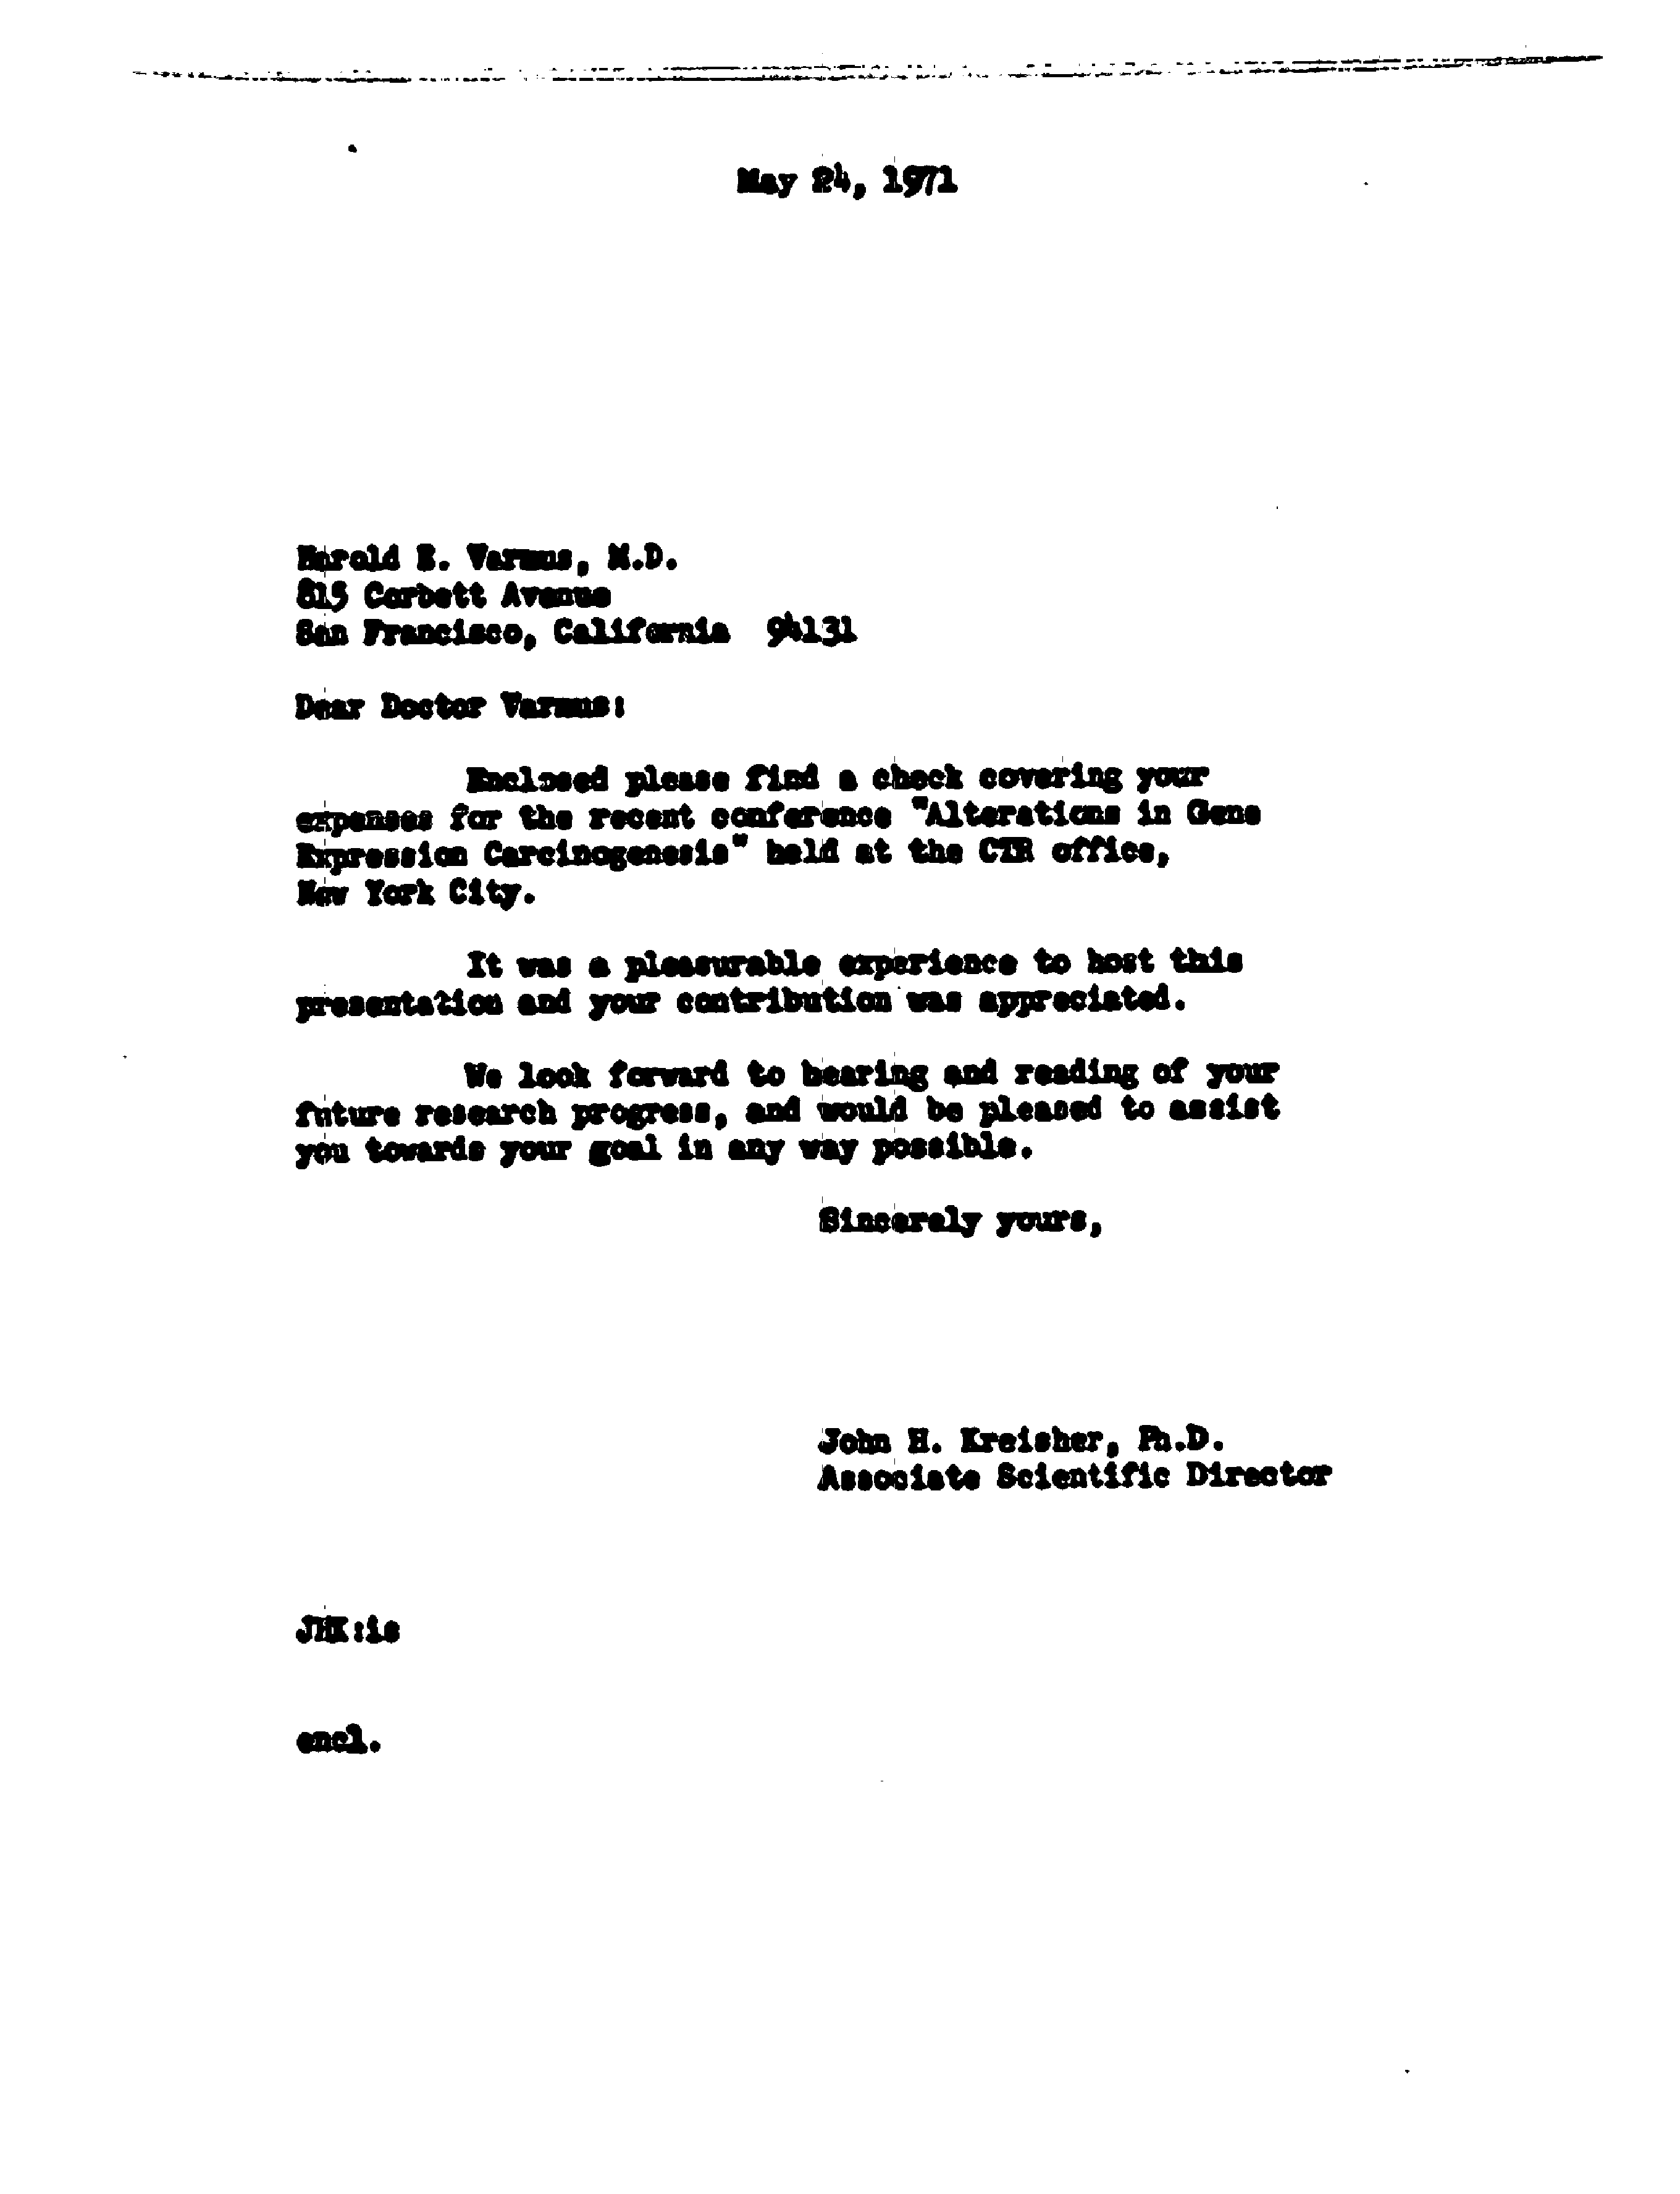 May 24, 1971
Harold E. Varmus, M.D.
815 Corbett Avenue
San Francisco, California 94131
Dear Doctor Varmus:
Enclosed please find a check covering your
expenses for the recent conference "Alterations in Gene
Expression Carcinogenesis" held at the CTR office,
New York City.
It was a pleasurable experience to host this
presentation and your contribution was appreciated.
We look forward to hearing and reading of your
future research progress, and would be pleased to assist
you towards your goal in any way possible.
Sincerely yours,
John H. Kreisher, Ph.D.
Associate Scientific Director
JHK:is
encl.